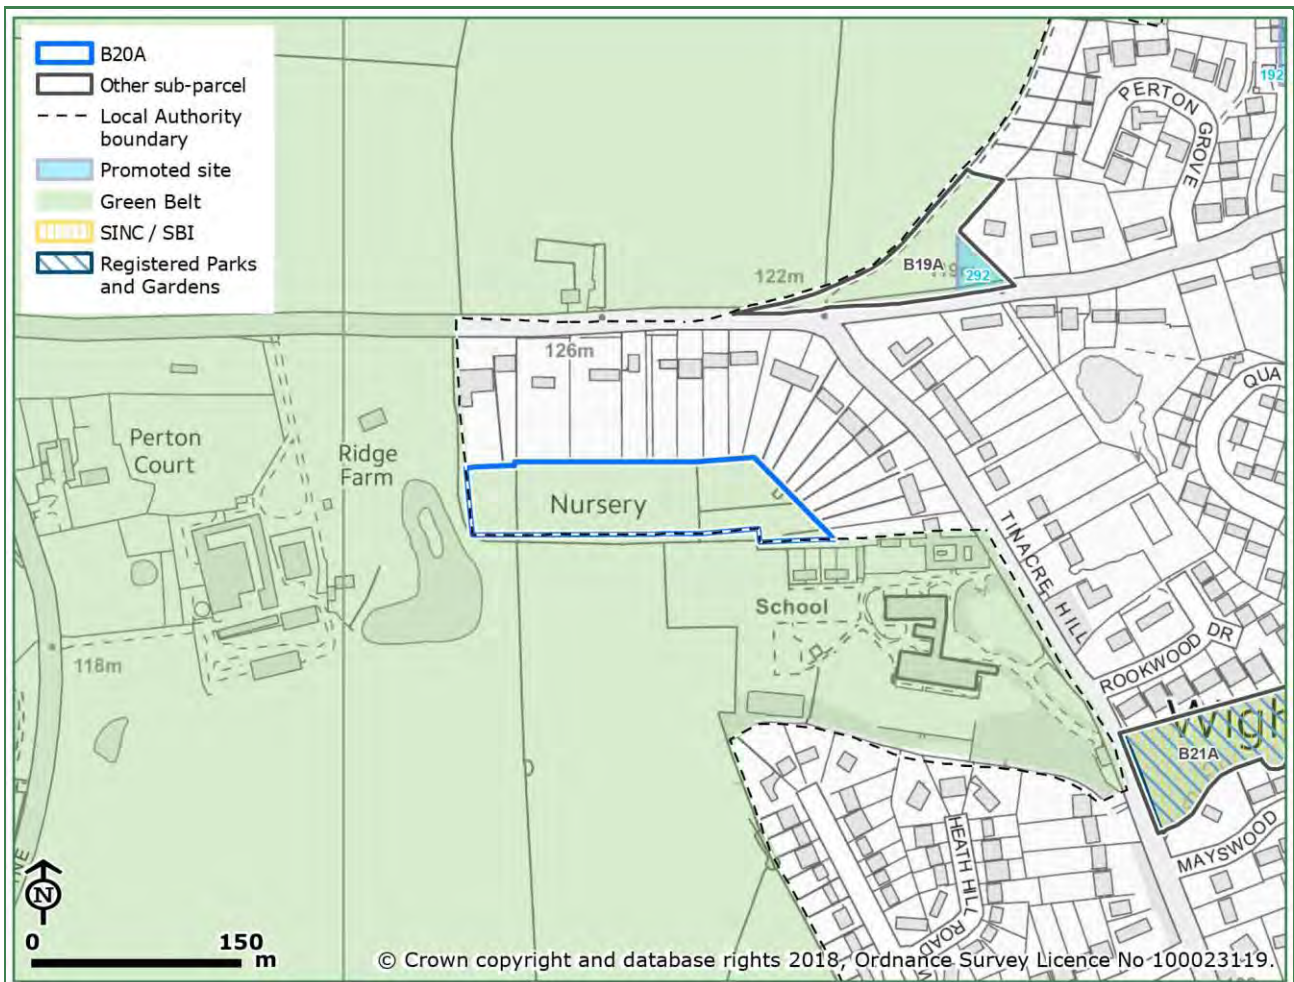 B20A
Other sub-parcel
Local Authority
boundary
Promoted site
Green Belt
SINC / SBI
Registered Parks
and Gardens
192
PERTON GROVE
B19A
292
122m
126m
QUA
Perton
Court
Ridge
Farm
Nursery
TINACRE HILL
School
118m
ROOKWOOD DR
Wigh
B21A
MAYSWOOD
HEATH HILL
ROAD
N
0 150
m
© Crown copyright and database rights 2018, Ordnance Survey Licence No 100023119.